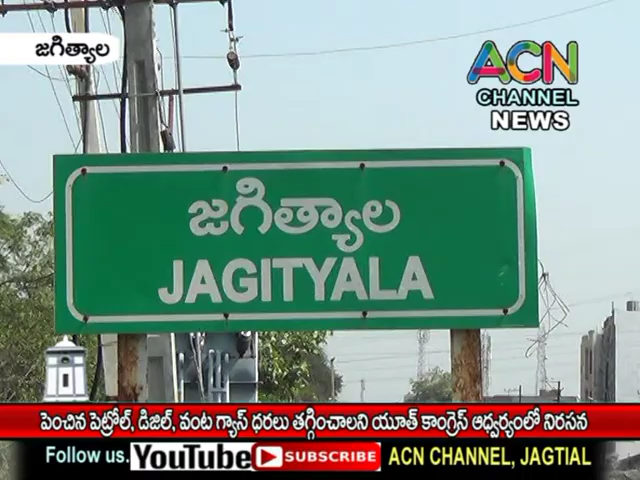 జగిత్యాల
ACN
CHANNEL
NEWS
జగిత్యాల
JAGITYALA
పెంచిన పెట్రోల్, డిజిల్, వంట గ్యాస్ ధరలు తగ్గించాలని యూత్ కాంగ్రెస్ ఆధ్వర్యంలో నిరసన
Follow us. YouTube SUBSCRIBE ACN CHANNEL, JAGTIAL